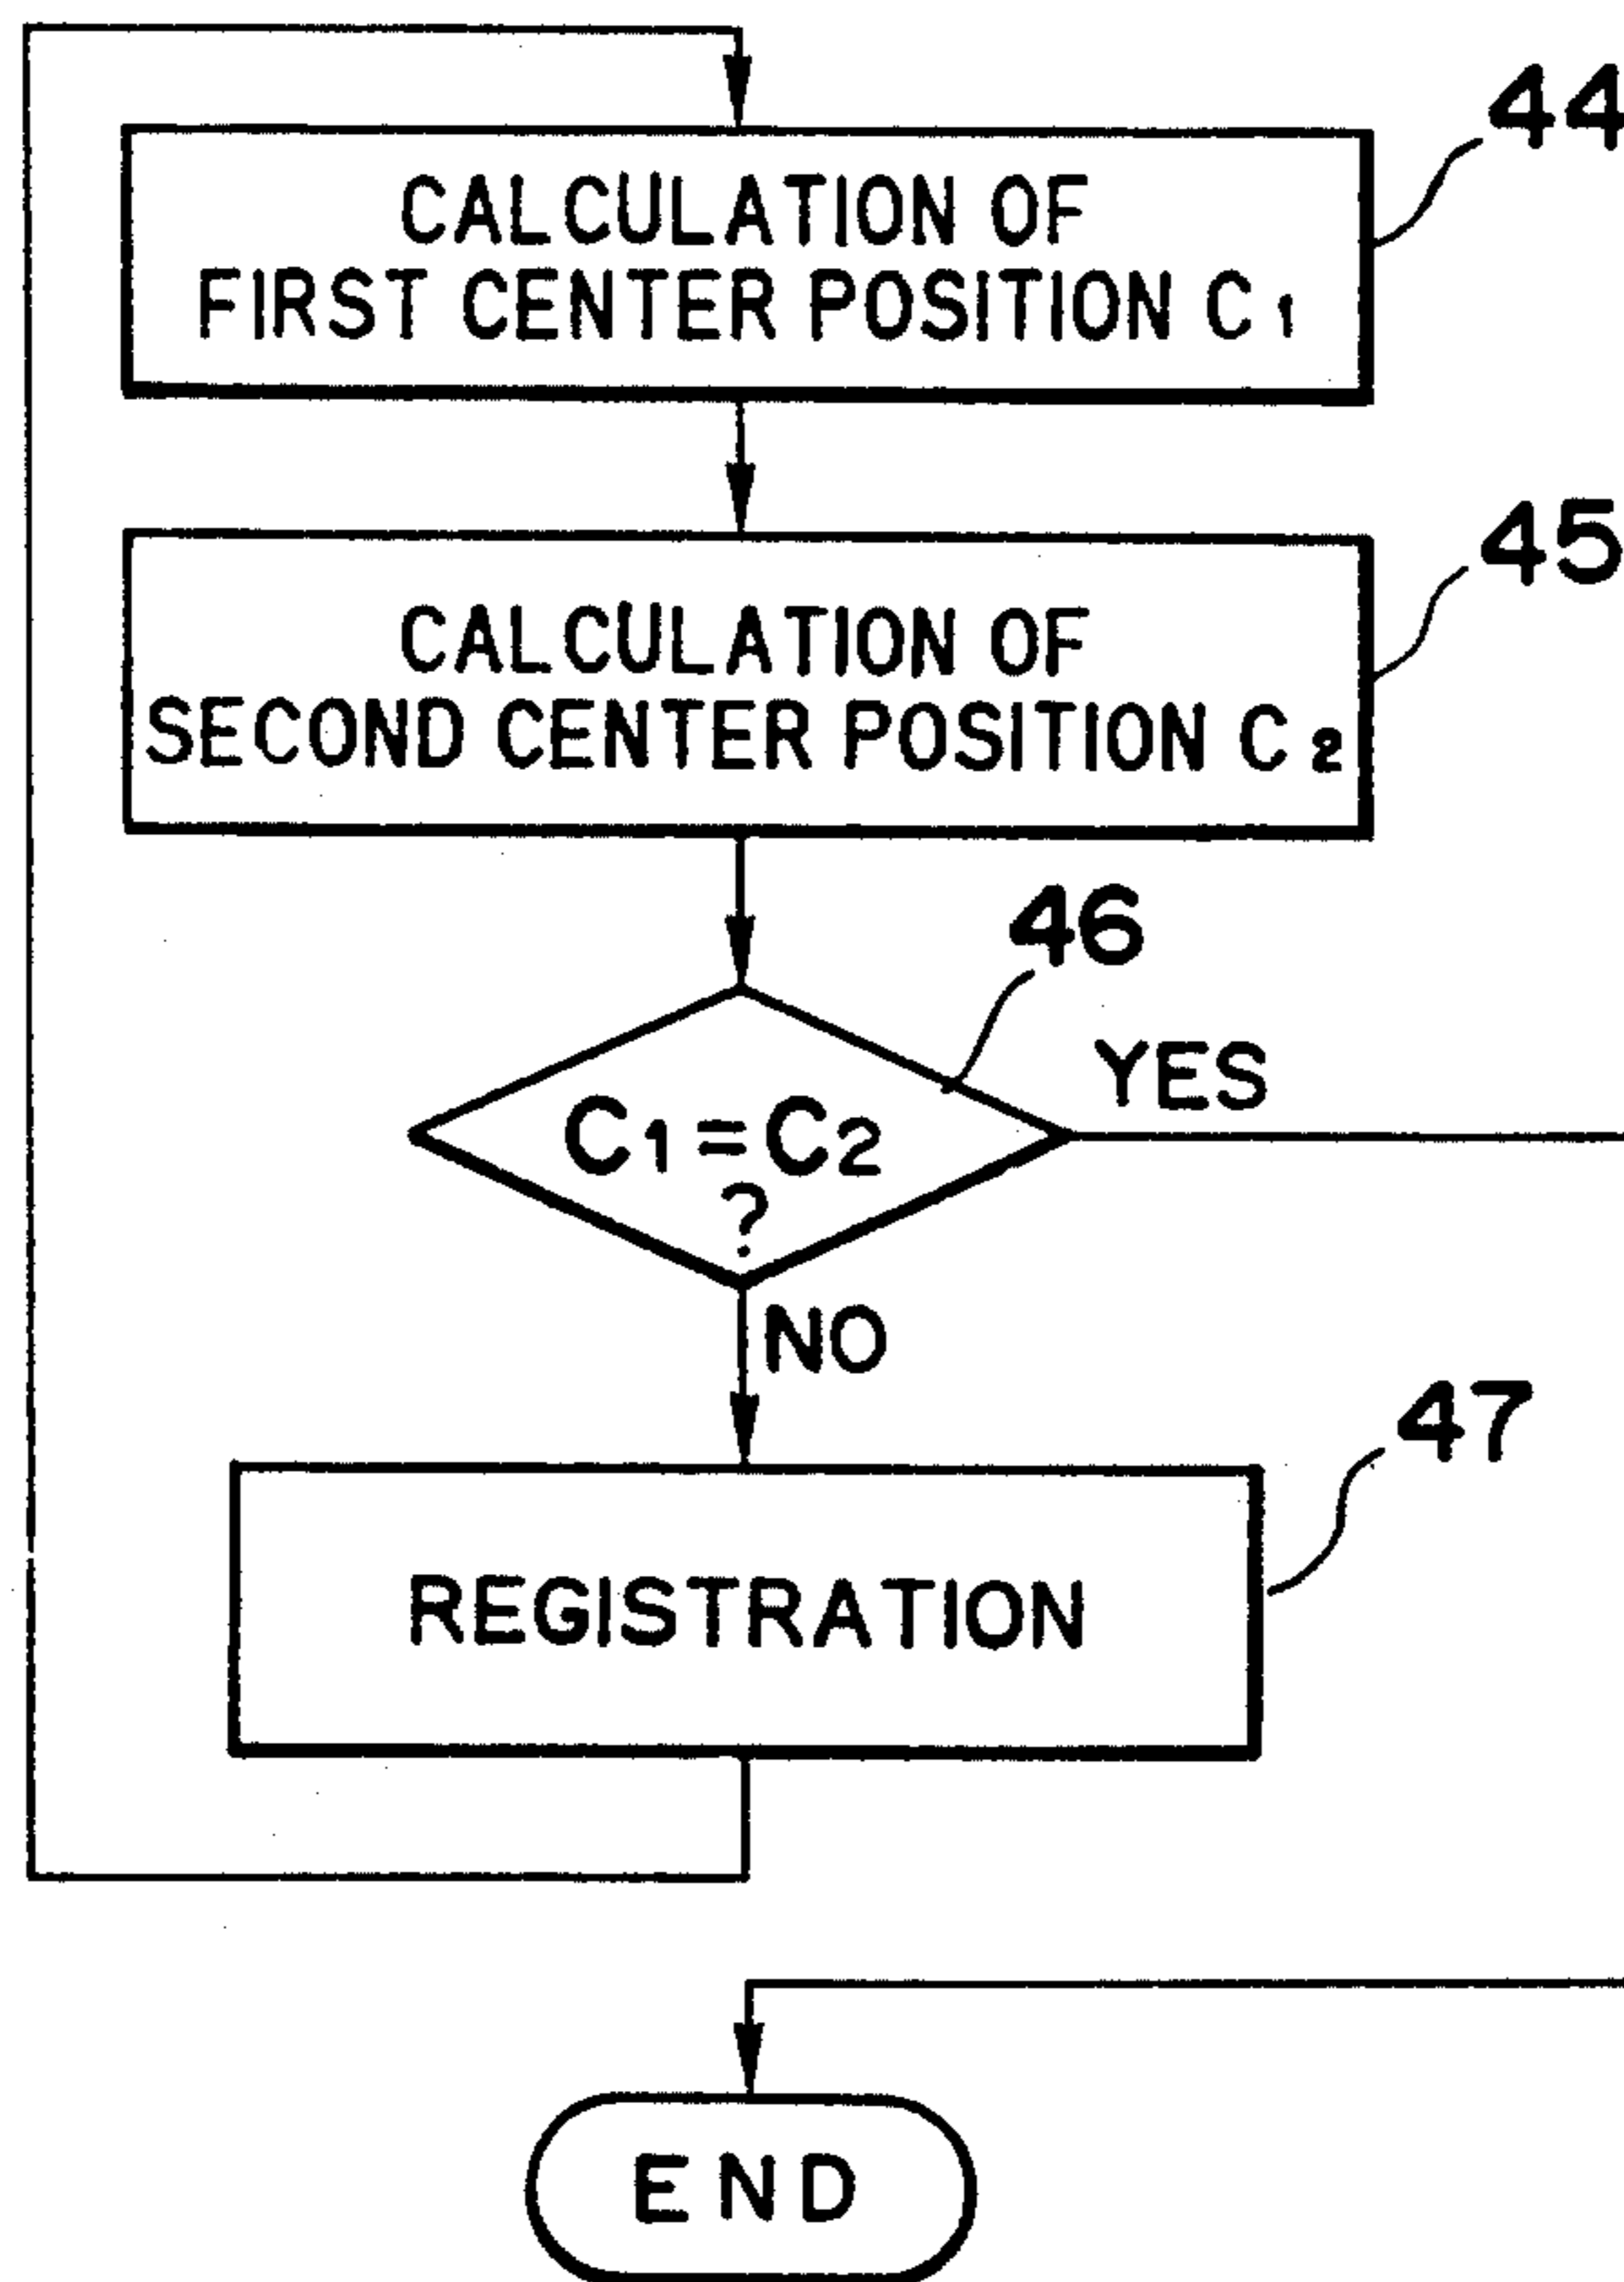 44
CALCULATION OF
FIRST CENTER POSITION C1
45
CALCULATION OF
SECOND CENTER POSITION C2
46
YES
C1=C2
?
NO
47
REGISTRATION
END